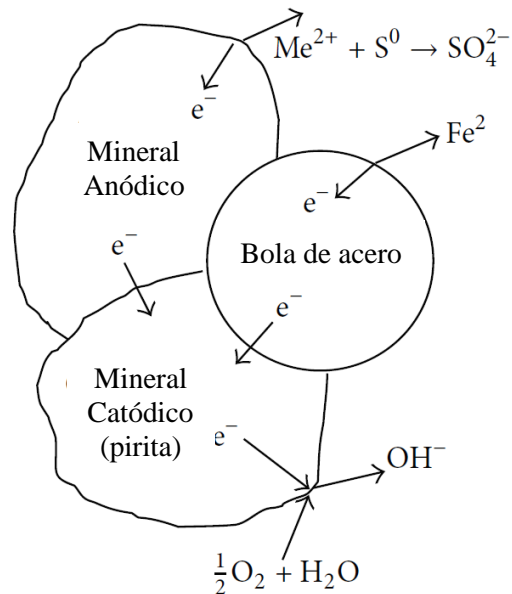 Me²⁺ + S⁰ → SO₄²⁻
e⁻
Mineral
Anódico
Fe²
e⁻
Bola de acero
e⁻
e⁻
Mineral
Catódico
(pirita)
e⁻
OH⁻
½O₂ + H₂O